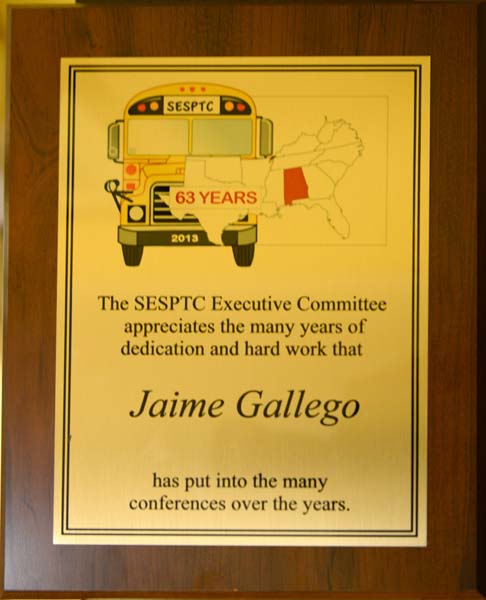 SESPTC
63 YEARS
2013
The SESPTC Executive Committee
appreciates the many years of
dedication and hard work that
Jaime Gallego
has put into the many
conferences over the years.